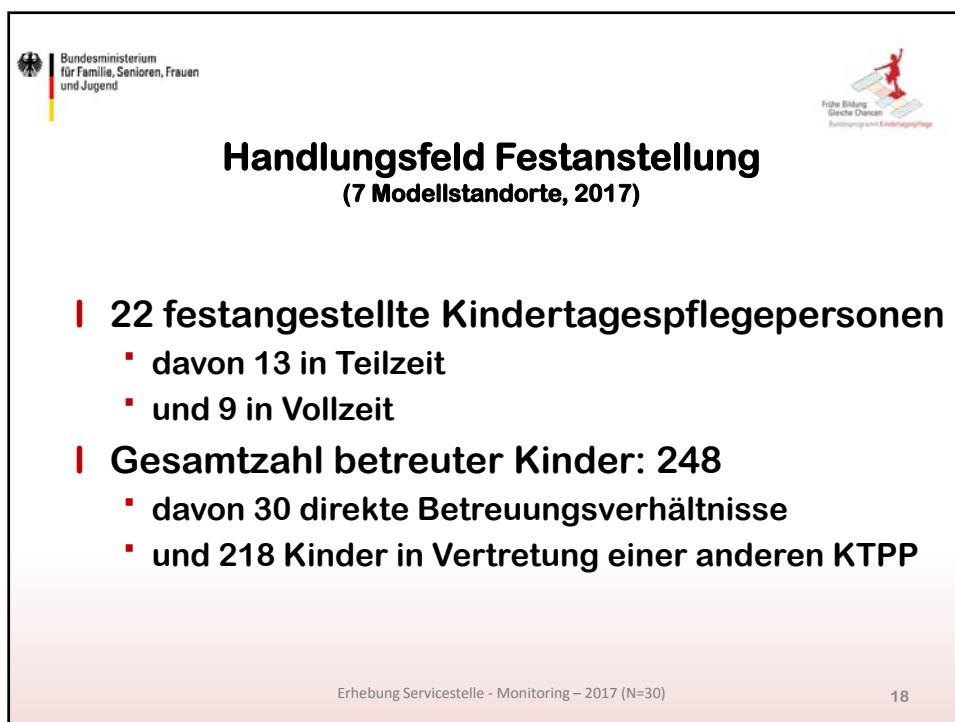 Bundesministerium
für Familie, Senioren, Frauen
und Jugend
Frühe Bildung:
Gleiche Chancen
Bundesprogramm Kindertagespflege
Handlungsfeld Festanstellung
(7 Modellstandorte, 2017)
l 22 festangestellte Kindertagespflegepersonen
▪ davon 13 in Teilzeit
▪ und 9 in Vollzeit
l Gesamtzahl betreuter Kinder: 248
▪ davon 30 direkte Betreuungsverhältnisse
▪ und 218 Kinder in Vertretung einer anderen KTPP
Erhebung Servicestelle - Monitoring – 2017 (N=30)
18